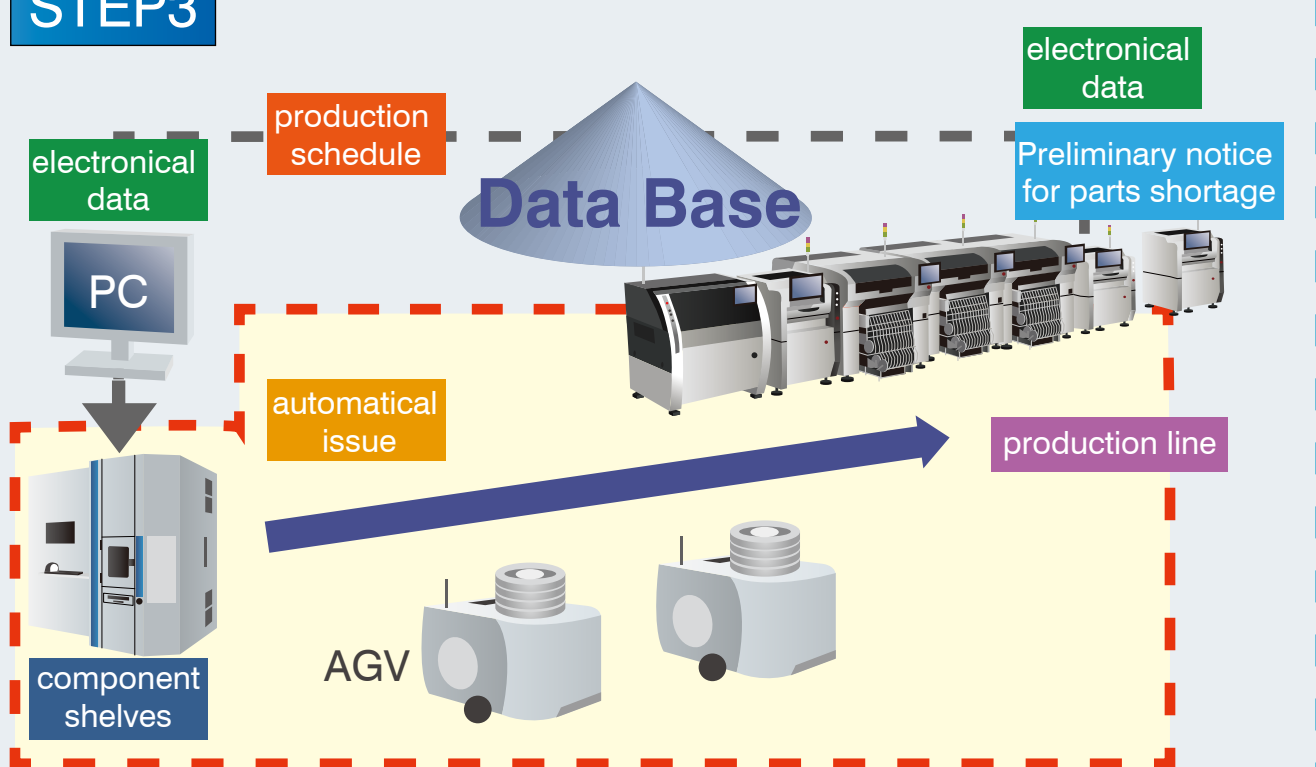 STEP3
electronical
data
production
schedule
electronical
data
Preliminary notice
for parts shortage
Data Base
PC
automatical
issue
production line
AGV
component
shelves